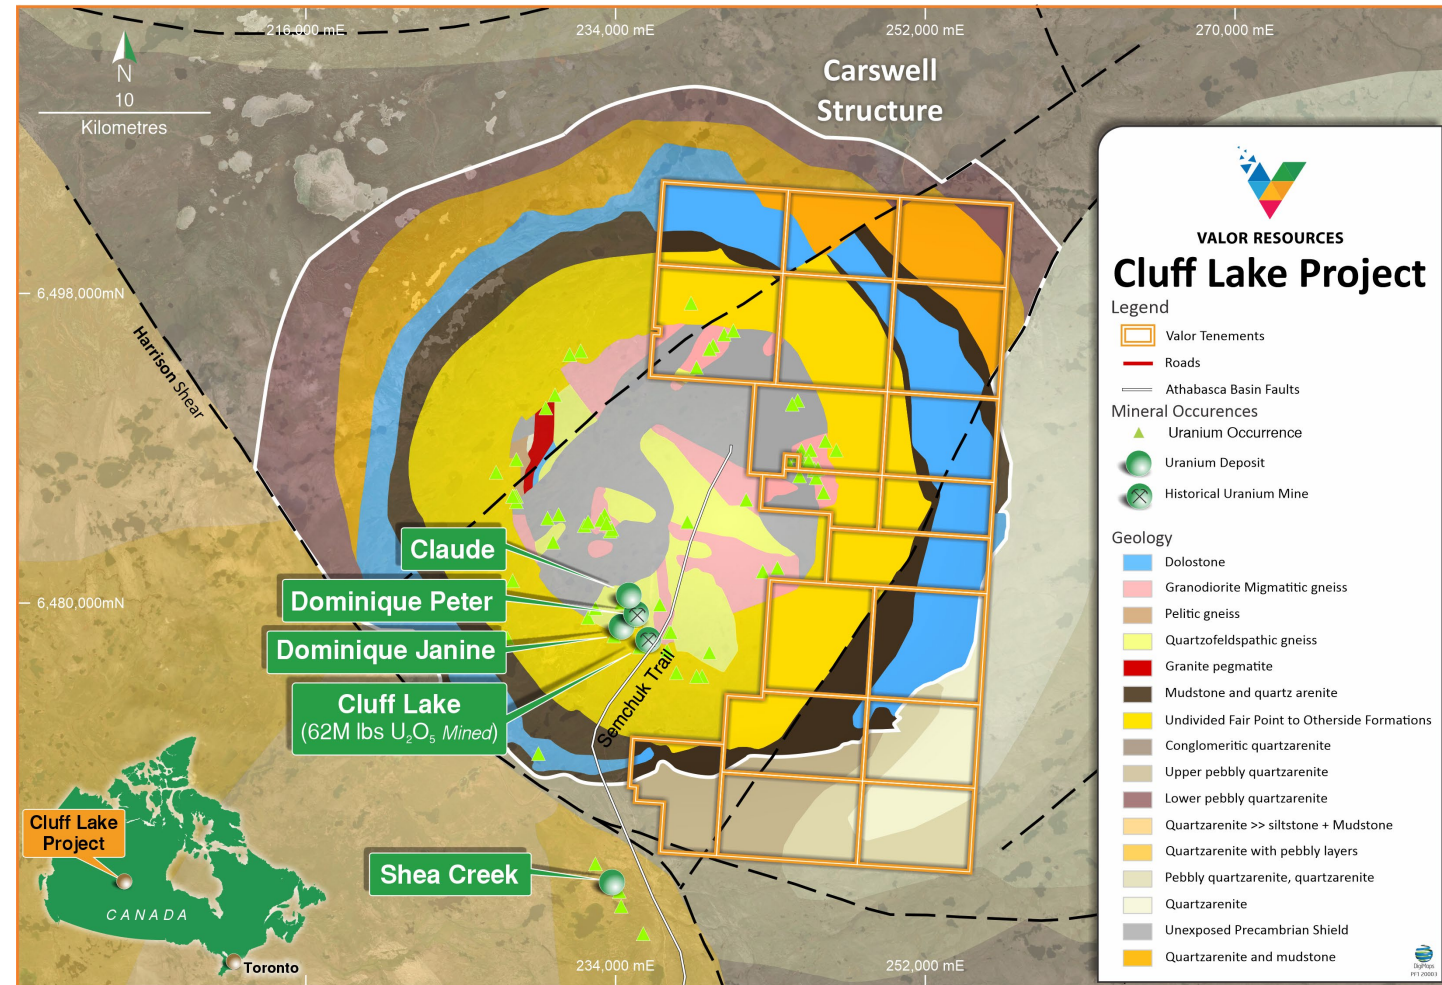 216,000 mE
234,000 mE
252,000 mE
270,000 mE
N
10
Kilometres
Carswell
Structure
6,498,000mN
Harrison Shear
6,480,000mN
Claude
Dominique Peter
Dominique Janine
Cluff Lake
(62M lbs U₂O₅ Mined)
Semchuk Trail
Shea Creek
Cluff Lake
Project
CANADA
Toronto
234,000 mE
252,000 mE
VALOR RESOURCES
Cluff Lake Project
Legend
Valor Tenements
Roads
Athabasca Basin Faults
Mineral Occurences
Uranium Occurrence
Uranium Deposit
Historical Uranium Mine
Geology
Dolostone
Granodiorite Migmatitic gneiss
Pelitic gneiss
Quartzofeldspathic gneiss
Granite pegmatite
Mudstone and quartz arenite
Undivided Fair Point to Otherside Formations
Conglomeritic quartzarenite
Upper pebbly quartzarenite
Lower pebbly quartzarenite
Quartzarenite >> siltstone + Mudstone
Quartzarenite with pebbly layers
Pebbly quartzarenite, quartzarenite
Quartzarenite
Unexposed Precambrian Shield
Quartzarenite and mudstone
DigiMaps